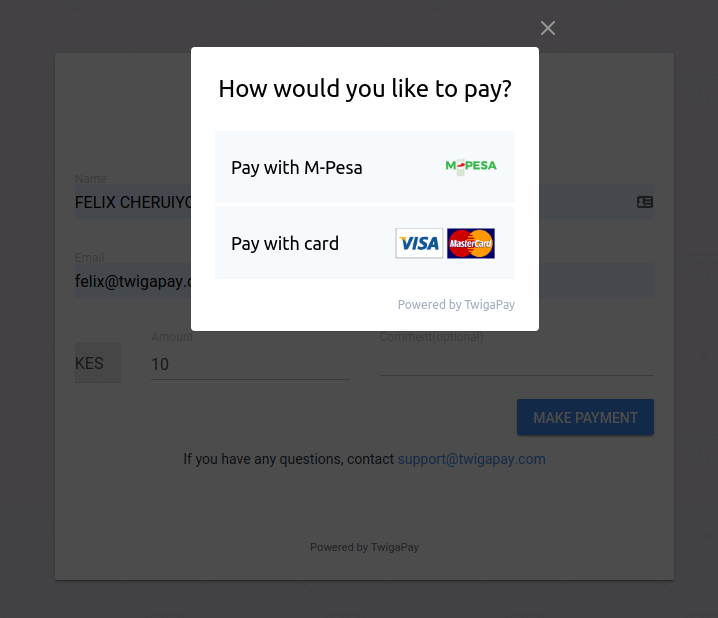 How would you like to pay?
Pay with M-Pesa
M-PESA
Pay with card
VISA
MasterCard
Powered by TwigaPay
Name
FELIX CHERUIYO
Email
felix@twigapay.c
Amount
Comment(optional)
KES
10
MAKE PAYMENT
If you have any questions, contact support@twigapay.com
Powered by TwigaPay